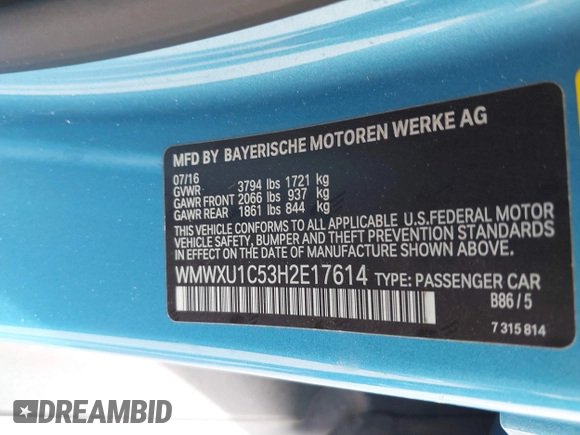 MFD BY BAYERISCHE MOTOREN WERKE AG
07/16
GVWR 3794 lbs 1721 kg
GAWR FRONT 2066 lbs 937 kg
GAWR REAR 1861 lbs 844 kg
THIS VEHICLE CONFORMS TO ALL APPLICABLE U.S.FEDERAL MOTOR
VEHICLE SAFETY, BUMPER, AND THEFT PREVENTION STANDARDS
IN EFFECT ON THE DATE OF MANUFACTURE SHOWN ABOVE.
WMWXU1C53H2E17614 TYPE: PASSENGER CAR
B86/5
7 315 814
DREAMBID